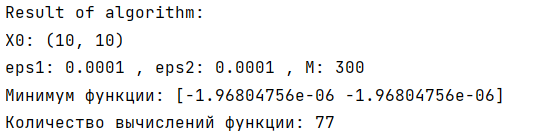 Result of algorithm:
X0: (10, 10)
eps1: 0.0001 , eps2: 0.0001 , M: 300
Минимум функции: [-1.96804756e-06 -1.96804756e-06]
Количество вычислений функции: 77